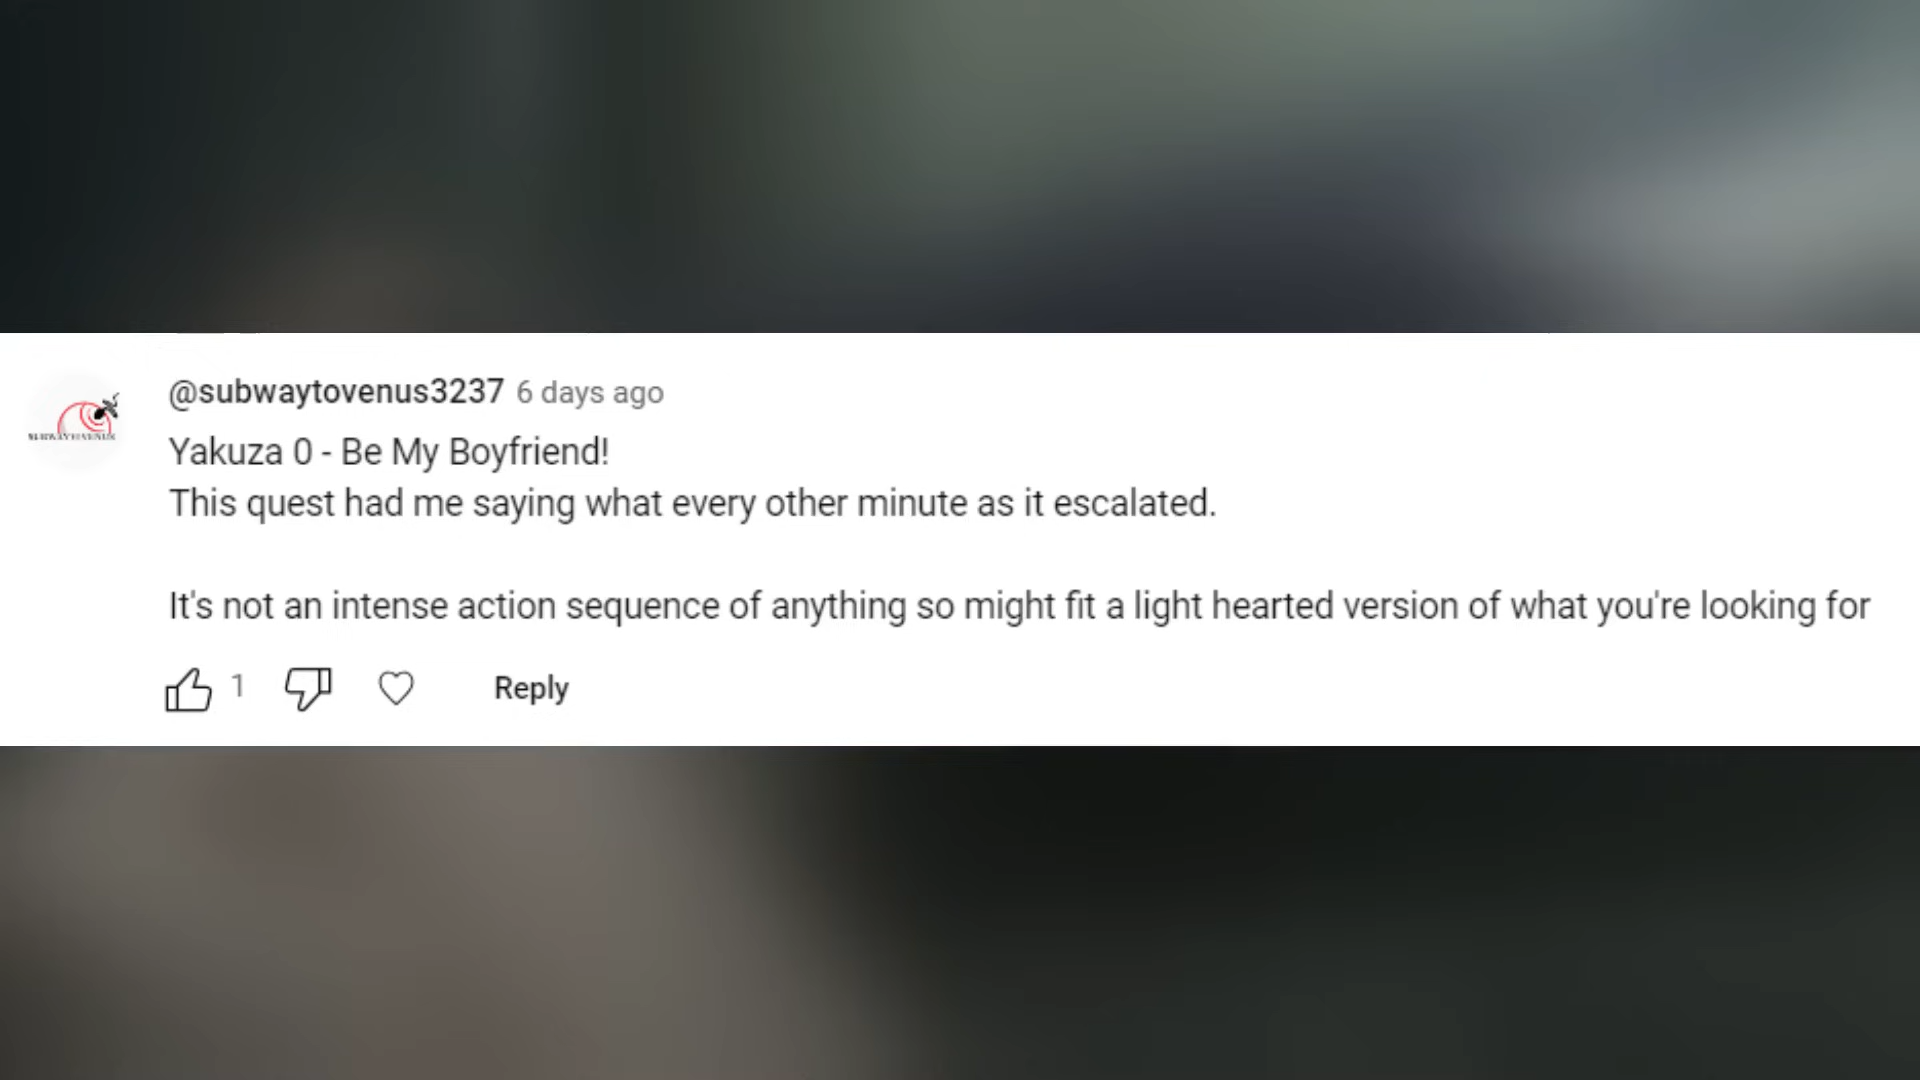 @subwaytovenus3237 6 days ago
Yakuza 0 - Be My Boyfriend!
This quest had me saying what every other minute as it escalated.
It's not an intense action sequence of anything so might fit a light hearted version of what you're looking for
1
Reply
SUBWAYTOVENUS